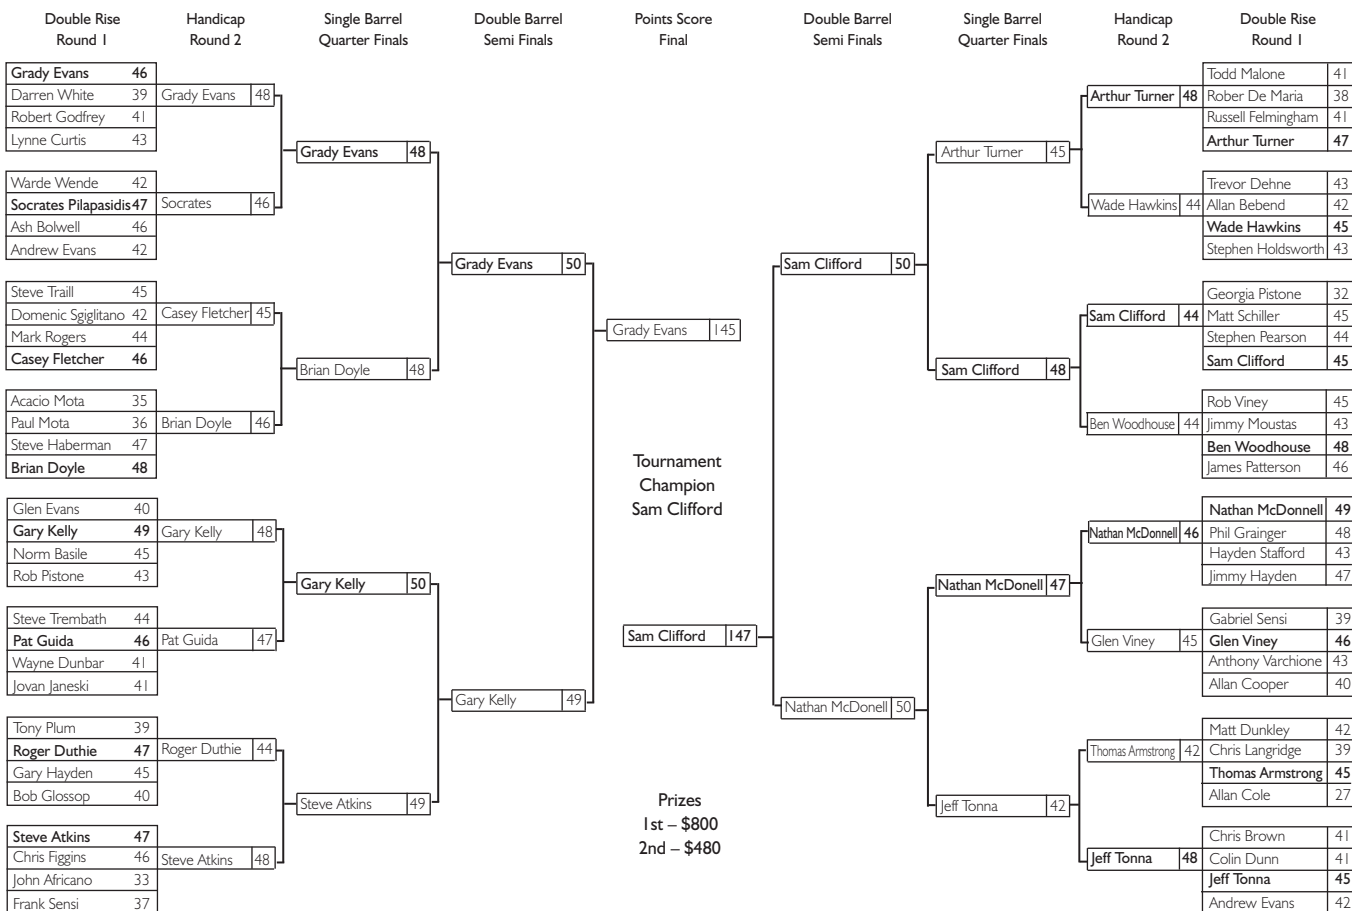 Double Rise
Round 1
Handicap
Round 2
Single Barrel
Quarter Finals
Double Barrel
Semi Finals
Points Score
Final
Double Barrel
Semi Finals
Single Barrel
Quarter Finals
Handicap
Round 2
Double Rise
Round 1
Grady Evans 46
Darren White 39
Robert Godfrey 41
Lynne Curtis 43
Warde Wende 42
Socrates Pilapasidis 47
Ash Bolwell 46
Andrew Evans 42
Steve Traill 45
Domenic Sgiglitano 42
Mark Rogers 44
Casey Fletcher 46
Acacio Mota 35
Paul Mota 36
Steve Haberman 47
Brian Doyle 48
Glen Evans 40
Gary Kelly 49
Norm Basile 45
Rob Pistone 43
Steve Trembath 44
Pat Guida 46
Wayne Dunbar 41
Jovan Janeski 41
Tony Plum 39
Roger Duthie 47
Gary Hayden 45
Bob Glossop 40
Steve Atkins 47
Chris Figgins 46
John Africano 33
Frank Sensi 37
Grady Evans 48
Socrates 46
Casey Fletcher 45
Brian Doyle 46
Gary Kelly 48
Pat Guida 47
Roger Duthie 44
Steve Atkins 48
Grady Evans 48
Brian Doyle 48
Gary Kelly 50
Steve Atkins 49
Grady Evans 50
Gary Kelly 49
Grady Evans 145
Tournament
Champion
Sam Clifford
Sam Clifford 147
Prizes
1st – $800
2nd – $480
Sam Clifford 50
Nathan McDonell 50
Arthur Turner 45
Sam Clifford 48
Nathan McDonell 47
Jeff Tonna 42
Arthur Turner 48
Wade Hawkins 44
Sam Clifford 44
Ben Woodhouse 44
Nathan McDonnell 46
Glen Viney 45
Thomas Armstrong 42
Jeff Tonna 48
Todd Malone 41
Rober De Maria 38
Russell Felmingham 41
Arthur Turner 47
Trevor Dehne 43
Allan Bebend 42
Wade Hawkins 45
Stephen Holdsworth 43
Georgia Pistone 32
Matt Schiller 45
Stephen Pearson 44
Sam Clifford 45
Rob Viney 45
Jimmy Moustas 43
Ben Woodhouse 48
James Patterson 46
Nathan McDonnell 49
Phil Grainger 48
Hayden Stafford 43
Jimmy Hayden 47
Gabriel Sensi 39
Glen Viney 46
Anthony Varchione 43
Allan Cooper 40
Matt Dunkley 42
Chris Langridge 39
Thomas Armstrong 45
Allan Cole 27
Chris Brown 41
Colin Dunn 41
Jeff Tonna 45
Andrew Evans 42